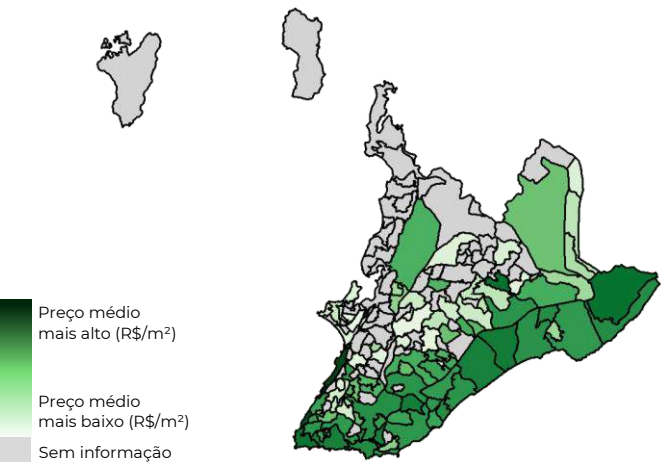 Preço médio
mais alto (R$/m²)
Preço médio
mais baixo (R$/m²)
Sem informação